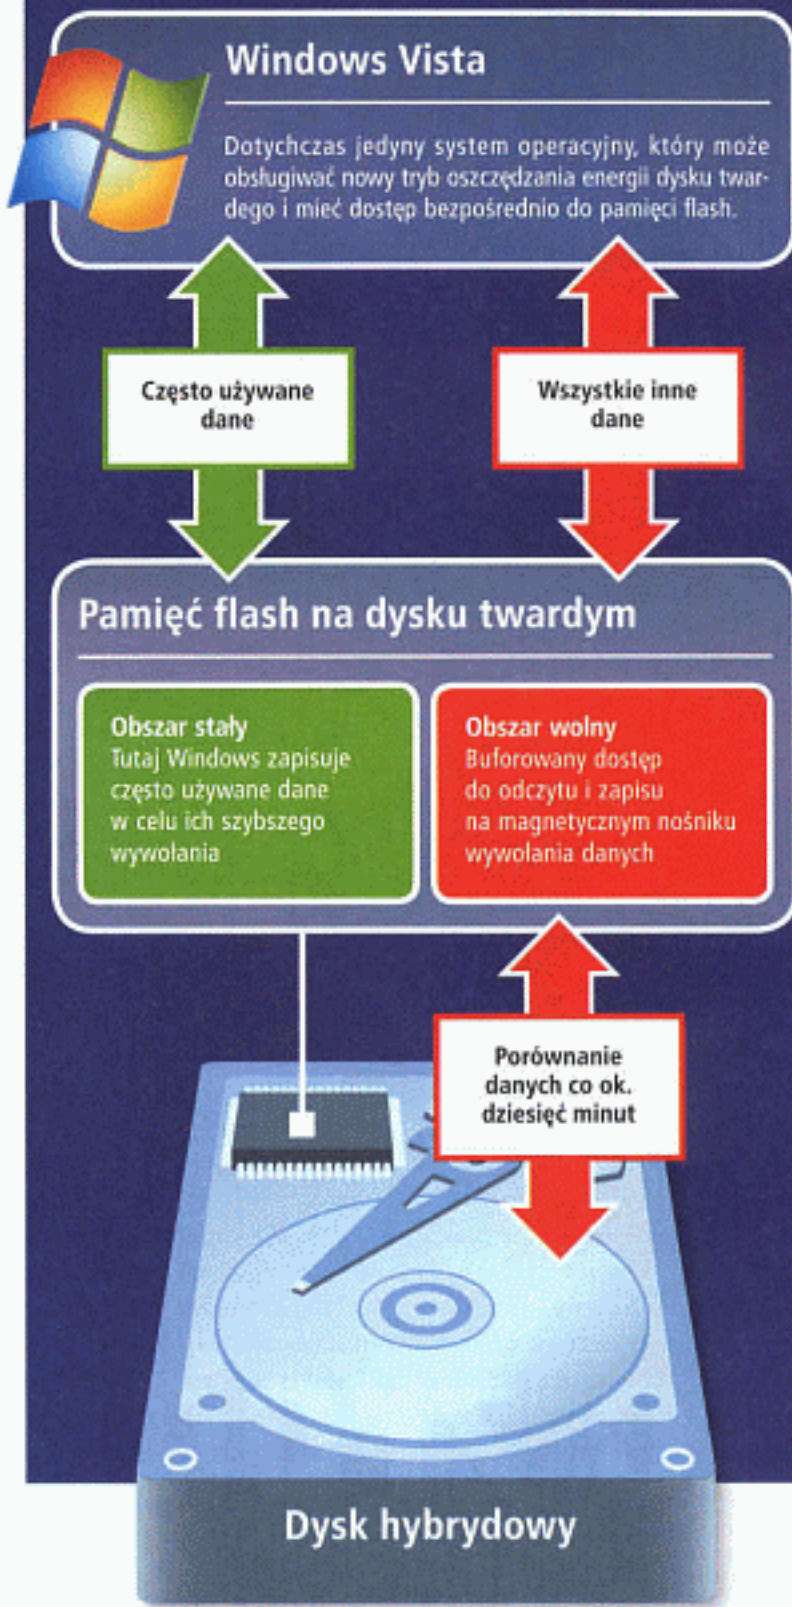 Windows Vista
Dotychczas jedyny system operacyjny, który może
obsługiwać nowy tryb oszczędzania energii dysku twar-
dego i mieć dostęp bezpośrednio do pamięci flash.
Często używane
dane
Wszystkie inne
dane
Pamięć flash na dysku twardym
Obszar stały
Tutaj Windows zapisuje
często używane dane
w celu ich szybszego
wywołania
Obszar wolny
Buforowany dostęp
do odczytu i zapisu
na magnetycznym nośniku
wywołania danych
Porównanie
danych co ok.
dziesięć minut
Dysk hybrydowy